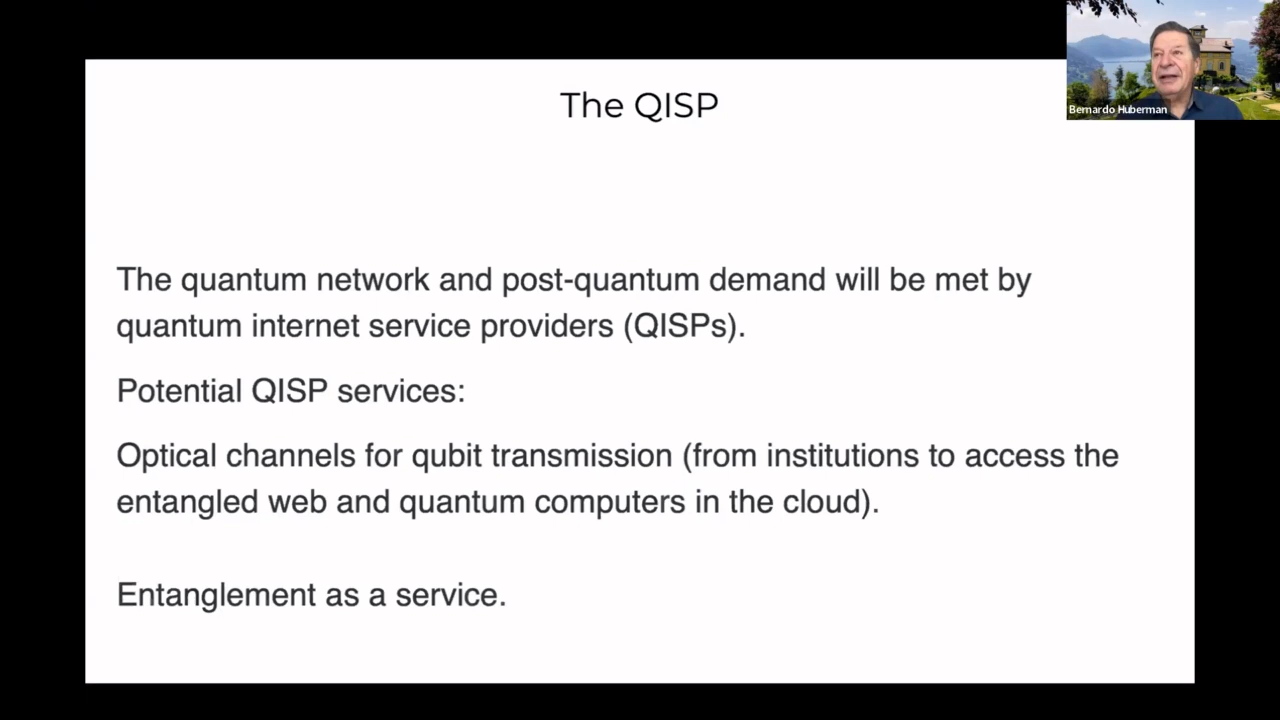 The QISP
Bernardo Huberman
The quantum network and post-quantum demand will be met by
quantum internet service providers (QISPs).
Potential QISP services:
Optical channels for qubit transmission (from institutions to access the
entangled web and quantum computers in the cloud).
Entanglement as a service.